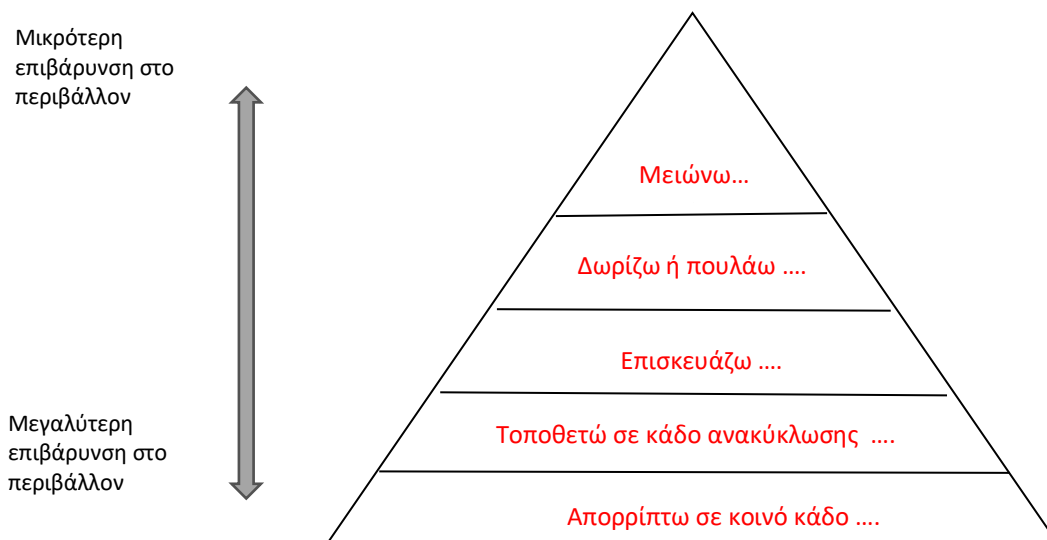 Μικρότερη
επιβάρυνση στο
περιβάλλον
Μειώνω...
Δωρίζω ή πουλάω ....
Επισκευάζω ....
Μεγαλύτερη
επιβάρυνση στο
περιβάλλον
Τοποθετώ σε κάδο ανακύκλωσης ....
Απορρίπτω σε κοινό κάδο ....